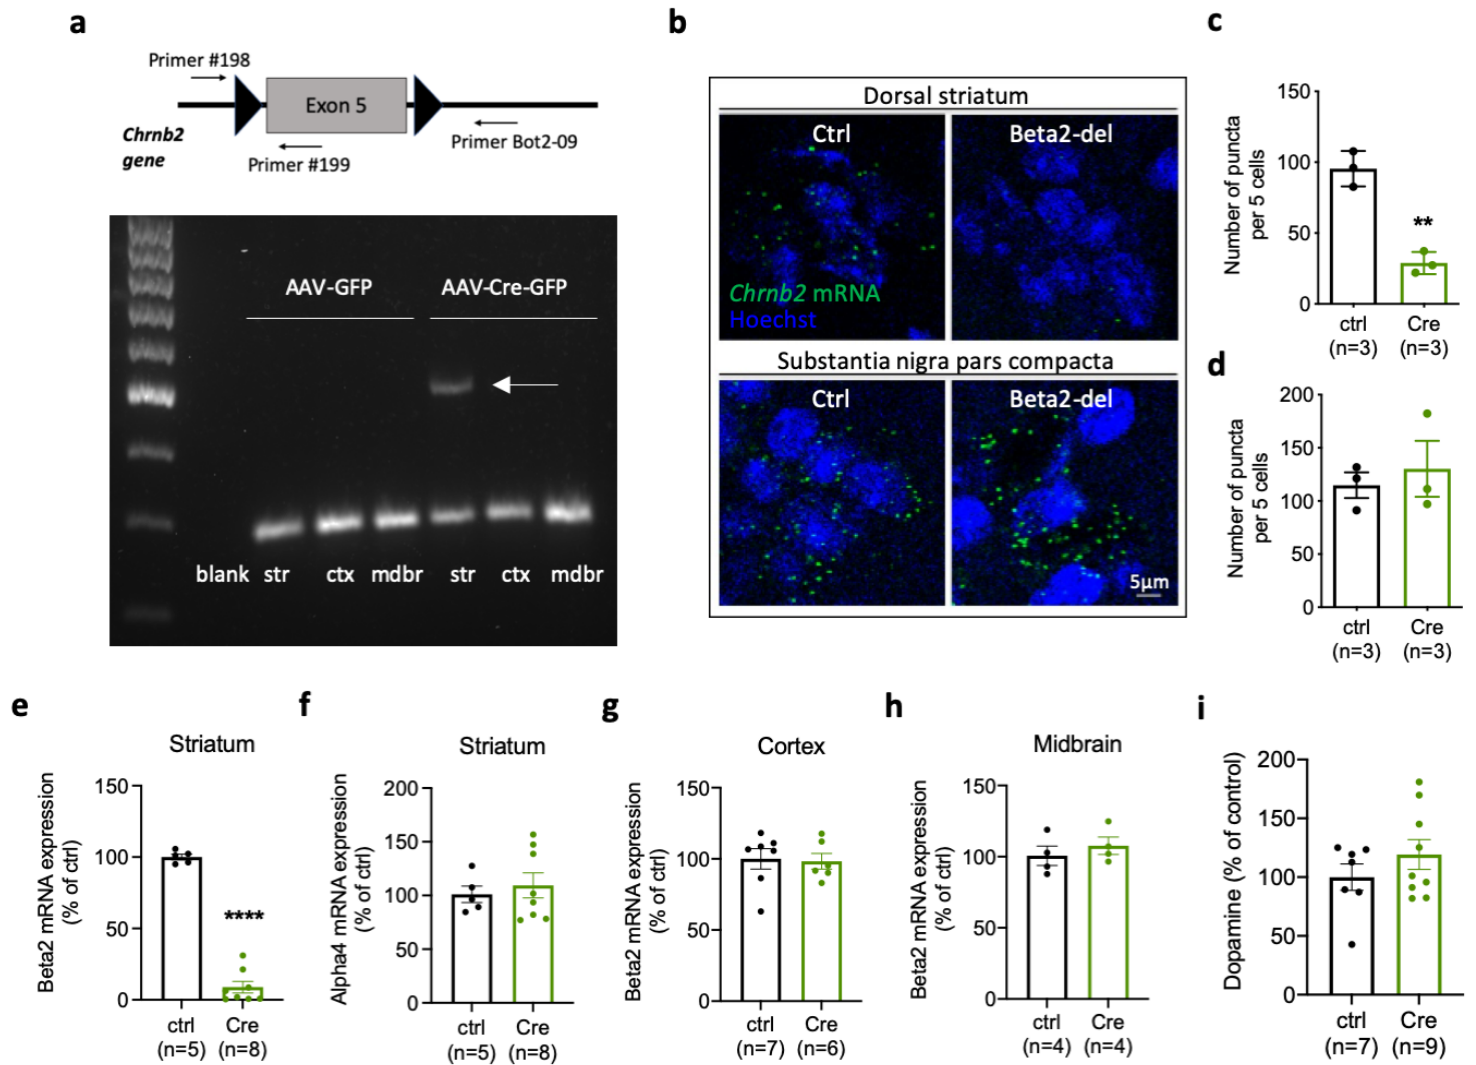 a
Primer #198
Exon 5
Chrnb2
gene
Primer Bot2-09
Primer #199
AAV-GFP
AAV-Cre-GFP
blank str ctx mdbr str ctx mdbr
b
Dorsal striatum
Ctrl
Beta2-del
Chrnb2 mRNA
Hoechst
Substantia nigra pars compacta
Ctrl
Beta2-del
5µm
c
Number of puncta
per 5 cells
150
100
50
0
**
ctrl
(n=3)
Cre
(n=3)
d
Number of puncta
per 5 cells
200
150
100
50
0
ctrl
(n=3)
Cre
(n=3)
e
Striatum
Beta2 mRNA expression
(% of ctrl)
150
100
50
0
****
ctrl
(n=5)
Cre
(n=8)
f
Striatum
Alpha4 mRNA expression
(% of ctrl)
200
150
100
50
0
ctrl
(n=5)
Cre
(n=8)
g
Cortex
Beta2 mRNA expression
(% of ctrl)
150
100
50
0
ctrl
(n=7)
Cre
(n=6)
h
Midbrain
Beta2 mRNA expression
(% of ctrl)
150
100
50
0
ctrl
(n=4)
Cre
(n=4)
i
Dopamine (% of control)
200
150
100
50
0
ctrl
(n=7)
Cre
(n=9)